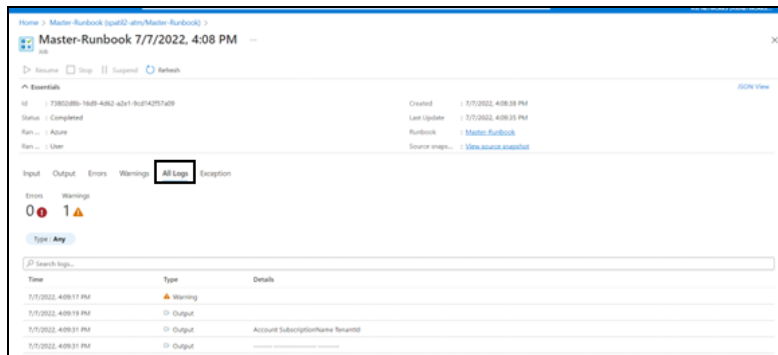 Home > Master-Runbook (spatil2-atm/Master-Runbook) >
Master-Runbook 7/7/2022, 4:08 PM ...
Job
Resume Stop Suspend Refresh
Essentials JSON View
Id : 73802d8b-16d9-4d62-a2e1-9cd142f57a09 Created : 7/7/2022, 4:08:38 PM
Status : Completed Last Update : 7/7/2022, 4:09:35 PM
Ran ... : Azure Runbook : Master-Runbook
Ran ... : User Source snaps... : View source snapshot
Input Output Errors Warnings All Logs Exception
Errors Warnings
0 1
Type : Any
Search logs...
Time Type Details
7/7/2022, 4:09:17 PM Warning
7/7/2022, 4:09:19 PM Output
7/7/2022, 4:09:31 PM Output Account SubscriptionName TenantId
7/7/2022, 4:09:31 PM Output ------- ---------------- --------